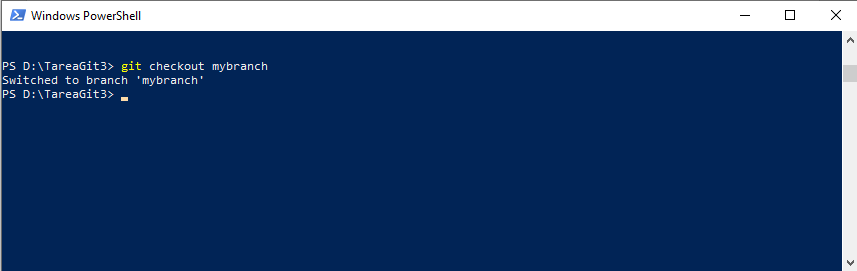 Windows PowerShell
PS D:\TareaGit3> git checkout mybranch
Switched to branch 'mybranch'
PS D:\TareaGit3>